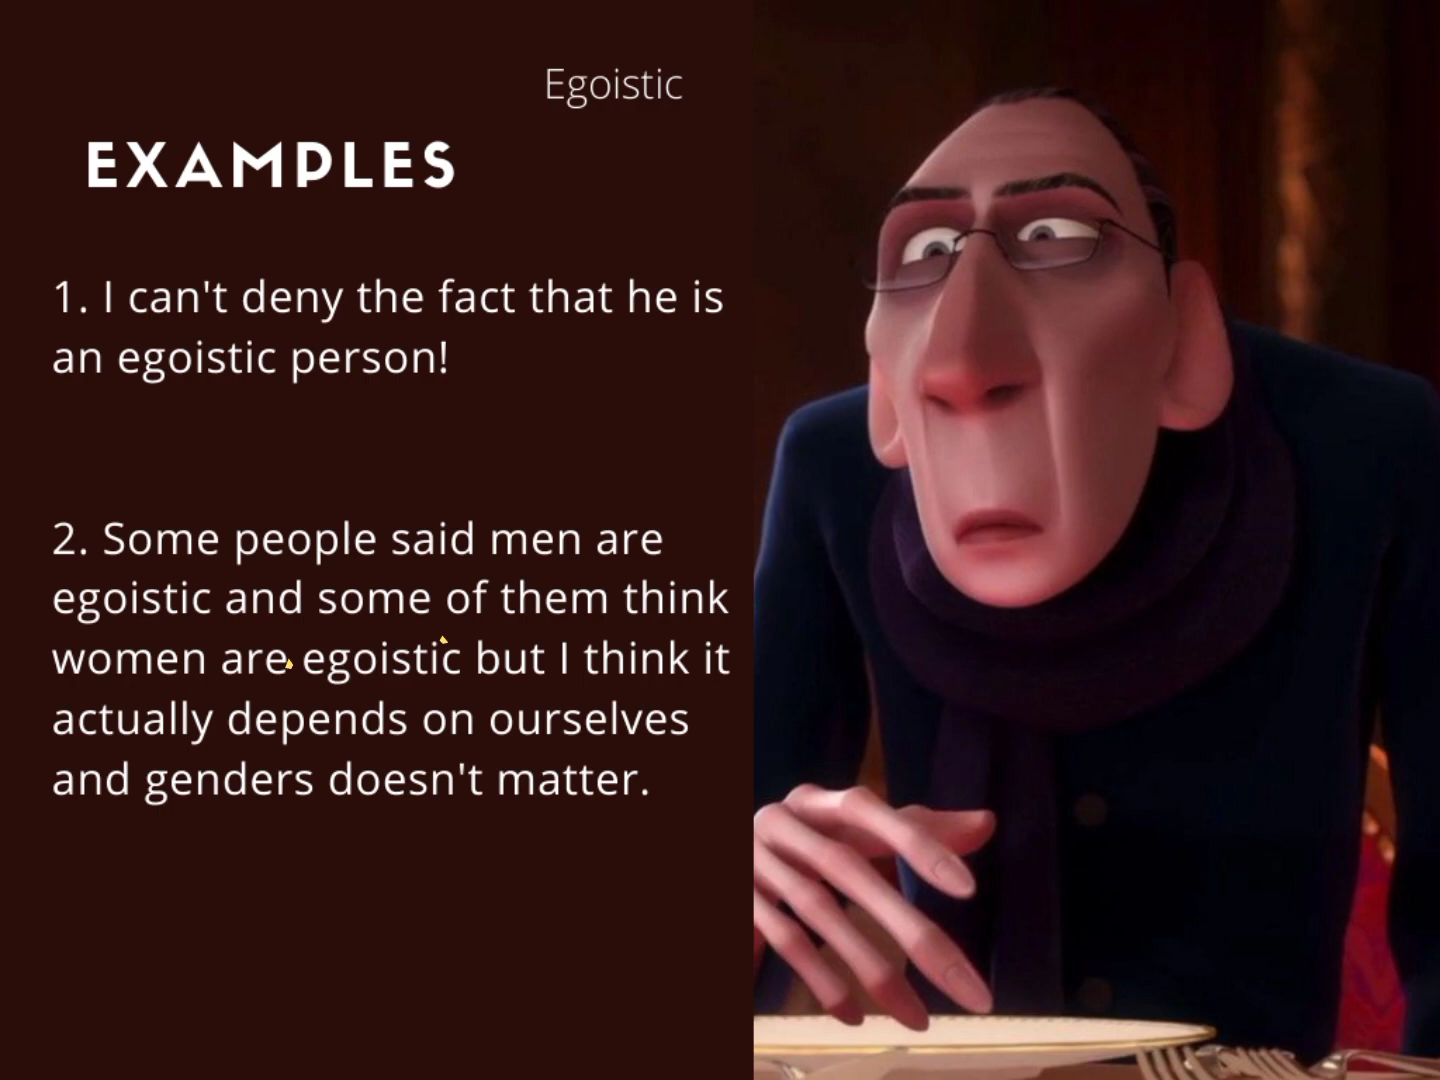 Egoistic
EXAMPLES
1. I can't deny the fact that he is
an egoistic person!
2. Some people said men are
egoistic and some of them think
women are egoistic but I think it
actually depends on ourselves
and genders doesn't matter.